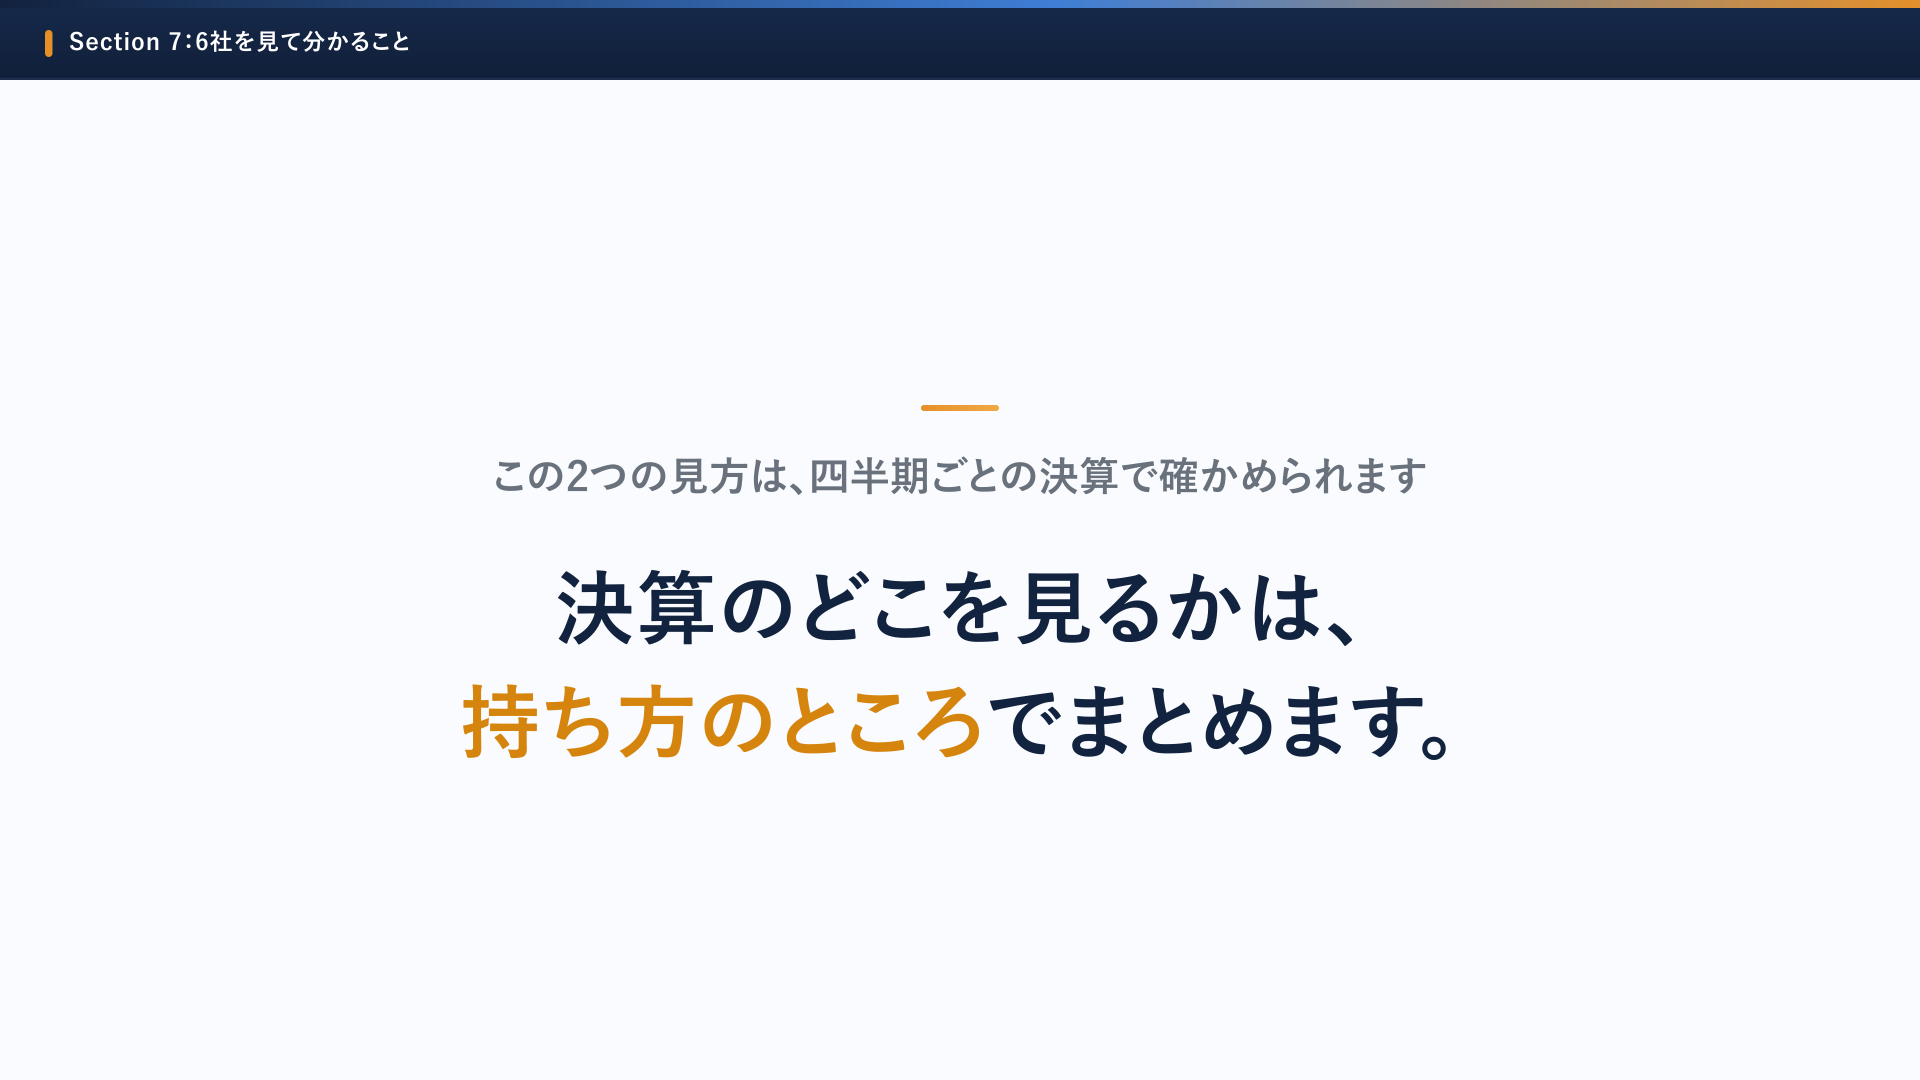 Section 7：6社を見て分かること
この2つの見方は、四半期ごとの決算で確かめられます
決算のどこを見るかは、
持ち方のところでまとめます。